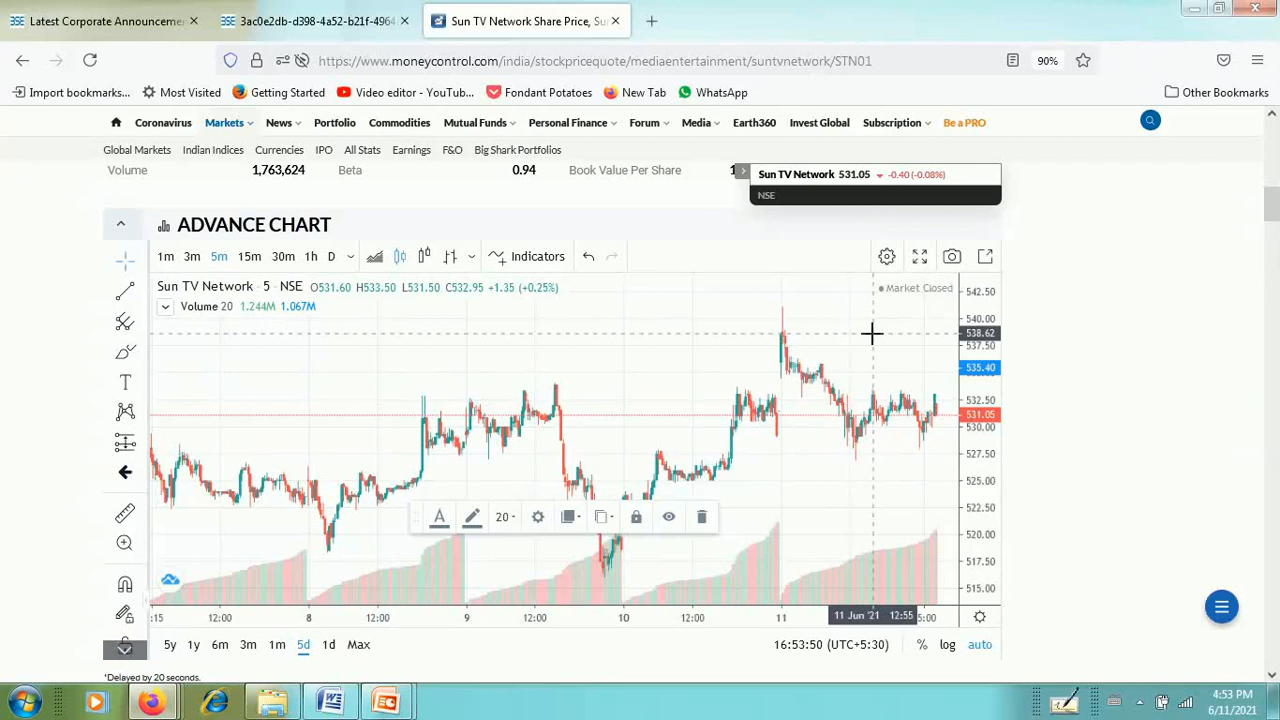 Latest Corporate Announcemen
3ac0e2db-d398-4a52-b21f-4964
Sun TV Network Share Price, Su
https://www.moneycontrol.com/india/stockpricequote/mediaentertainment/suntvnetwork/STN01
90%
Import bookmarks...
Most Visited
Getting Started
Video editor - YouTub...
Fondant Potatoes
New Tab
WhatsApp
Other Bookmarks
Coronavirus
Markets
News
Portfolio
Commodities
Mutual Funds
Personal Finance
Forum
Media
Earth360
Invest Global
Subscription
Be a PRO
Global Markets
Indian Indices
Currencies
IPO
All Stats
Earnings
F&O
Big Shark Portfolios
Volume 1,763,624
Beta 0.94
Book Value Per Share 1
Sun TV Network 531.05 -0.40 (-0.08%)
NSE
ADVANCE CHART
1m 3m 5m 15m 30m 1h D
Indicators
Sun TV Network · 5 · NSE O531.60 H533.50 L531.50 C532.95 +1.35 (+0.25%)
Market Closed
Volume 20 1.244M 1.067M
542.50
540.00
538.62
537.50
535.40
532.50
531.05
530.00
527.50
525.00
522.50
520.00
517.50
515.00
20
:15 12:00 8 12:00 9 12:00 10 12:00 11 11 Jun '21 12:55 5:00
5y 1y 6m 3m 1m 5d 1d Max
16:53:50 (UTC+5:30)
% log auto
*Delayed by 20 seconds.
4:53 PM
6/11/2021